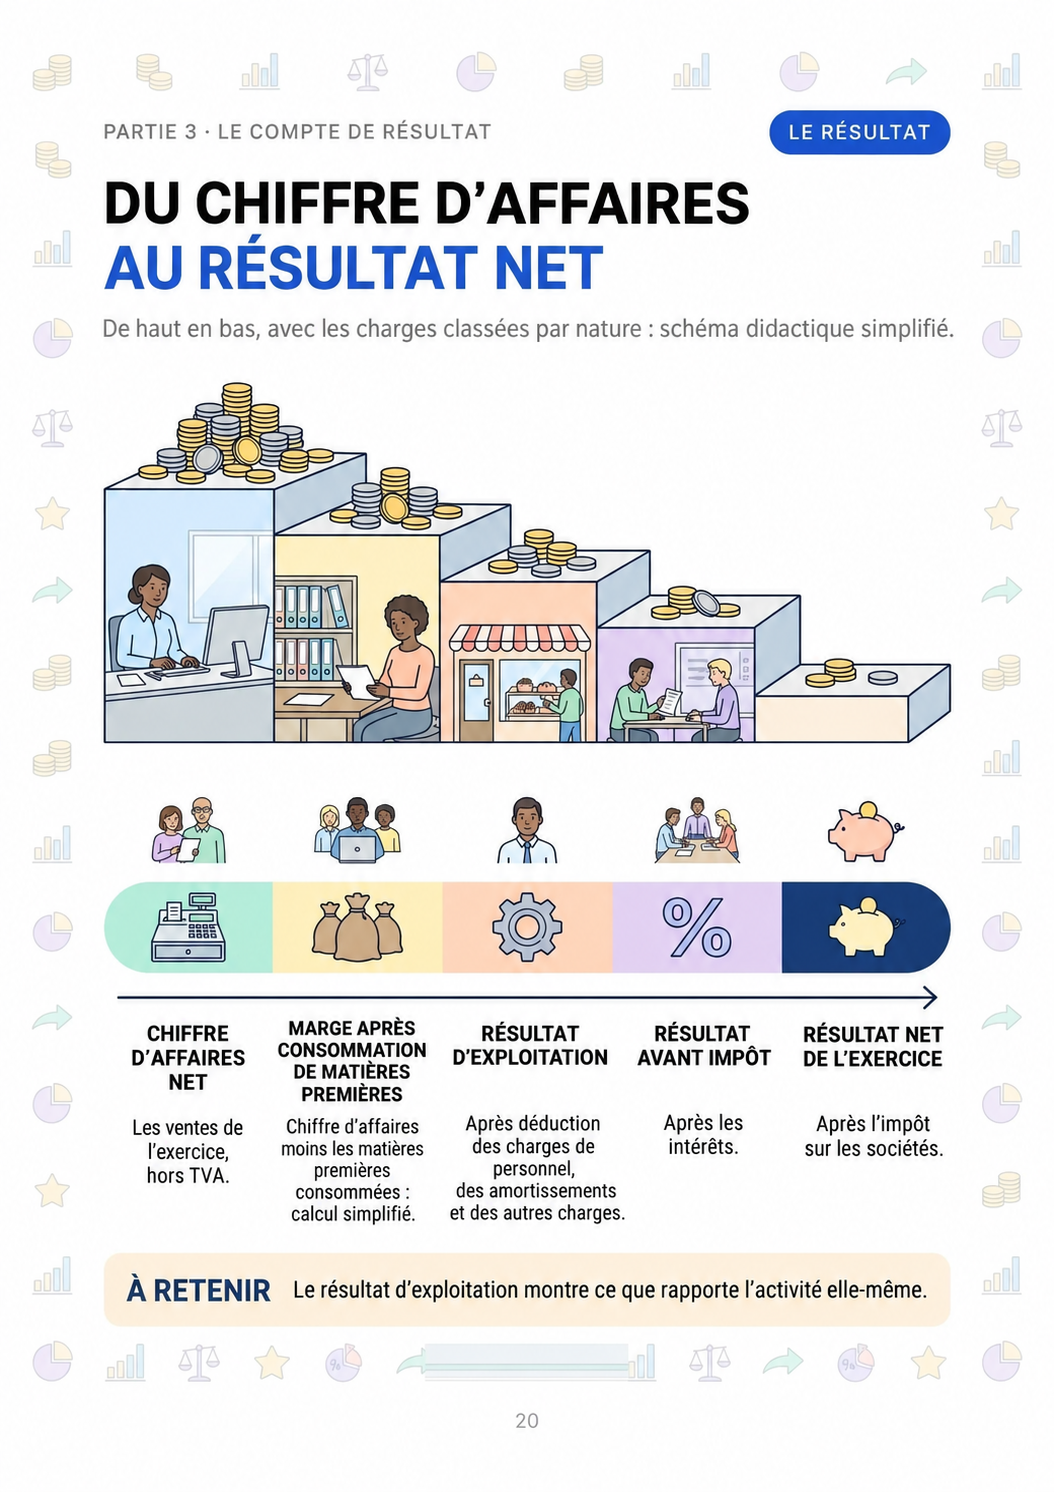 PARTIE 3 · LE COMPTE DE RÉSULTAT
LE RÉSULTAT
DU CHIFFRE D’AFFAIRES
AU RÉSULTAT NET
De haut en bas, avec les charges classées par nature : schéma didactique simplifié.
%
CHIFFRE
D’AFFAIRES
NET
Les ventes de
l’exercice,
hors TVA.
MARGE APRÈS
CONSOMMATION
DE MATIÈRES
PREMIÈRES
Chiffre d’affaires
moins les matières
premières
consommées :
calcul simplifié.
RÉSULTAT
D’EXPLOITATION
Après déduction
des charges de
personnel,
des amortissements
et des autres charges.
RÉSULTAT
AVANT IMPÔT
Après les
intérêts.
RÉSULTAT NET
DE L’EXERCICE
Après l’impôt
sur les sociétés.
À RETENIR
Le résultat d’exploitation montre ce que rapporte l’activité elle-même.
20